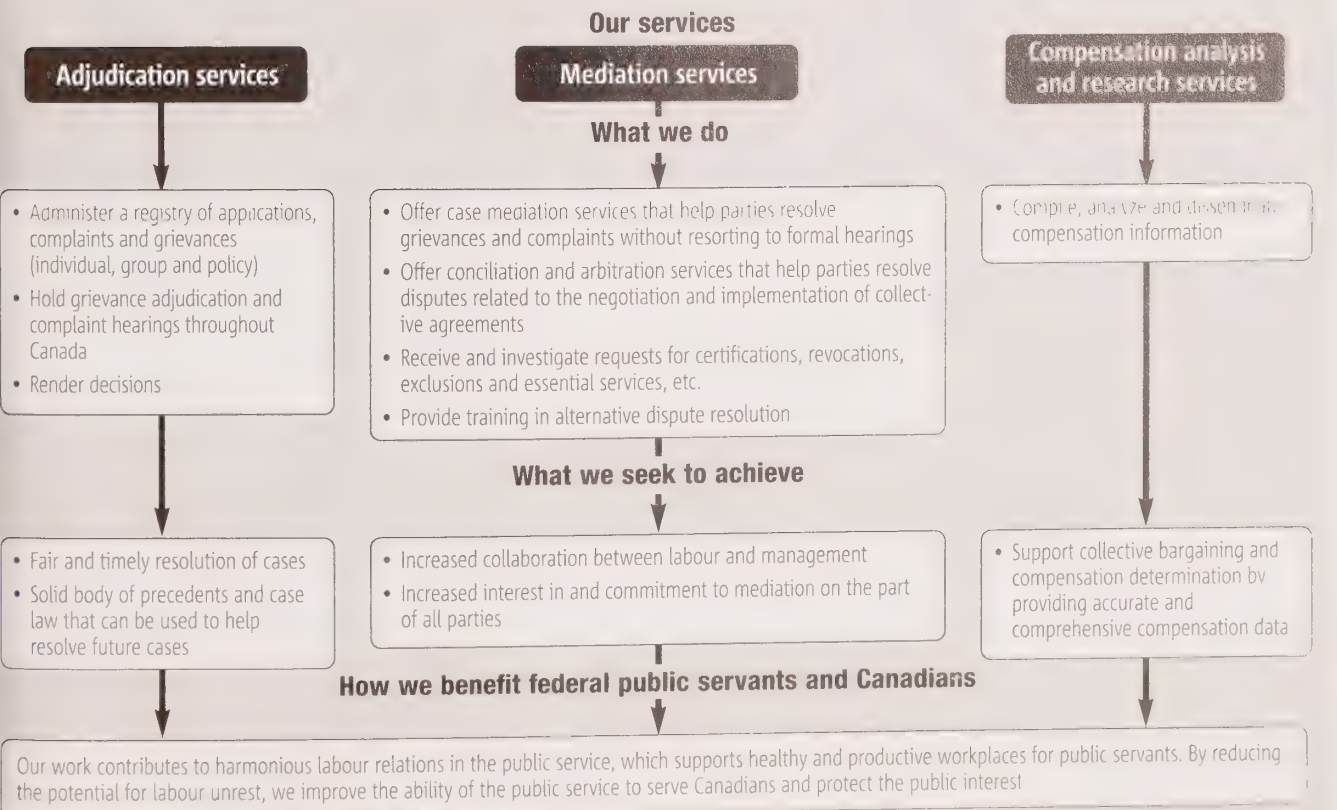 Our services
Adjudication services
Mediation services
Compensation analysis
and research services
What we do
• Administer a registry of applications,
complaints and grievances
(individual, group and policy)
• Hold grievance adjudication and
complaint hearings throughout
Canada
• Render decisions
• Offer case mediation services that help parties resolve
grievances and complaints without resorting to formal hearings
• Offer conciliation and arbitration services that help parties resolve
disputes related to the negotiation and implementation of collect-
ive agreements
• Receive and investigate requests for certifications, revocations,
exclusions and essential services, etc.
• Provide training in alternative dispute resolution
• Compile, analyze and disseminate
compensation information
What we seek to achieve
• Fair and timely resolution of cases
• Solid body of precedents and case
law that can be used to help
resolve future cases
• Increased collaboration between labour and management
• Increased interest in and commitment to mediation on the part
of all parties
• Support collective bargaining and
compensation determination by
providing accurate and
comprehensive compensation data
How we benefit federal public servants and Canadians
Our work contributes to harmonious labour relations in the public service, which supports healthy and productive workplaces for public servants. By reducing
the potential for labour unrest, we improve the ability of the public service to serve Canadians and protect the public interest